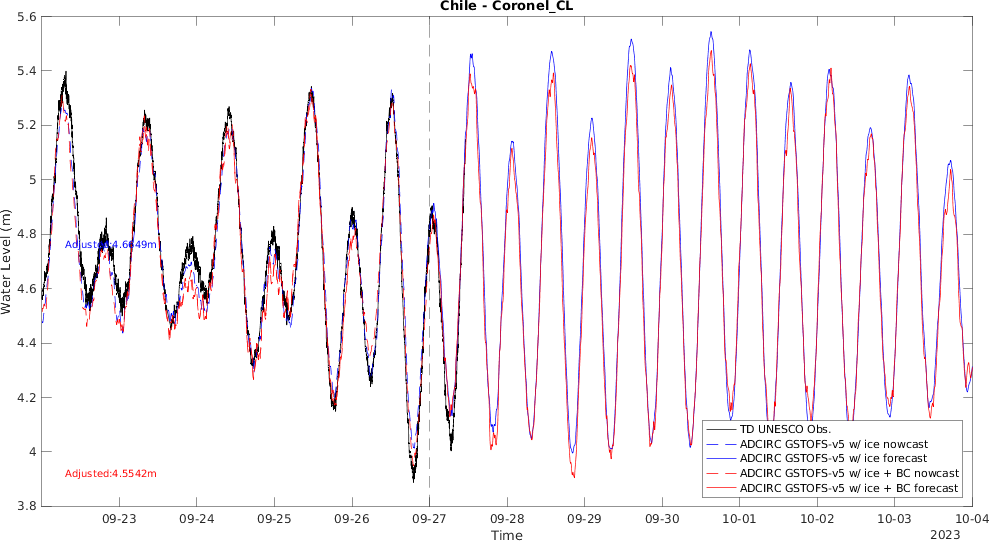 Chile - Coronel_CL
Water Level (m)
5.6
5.4
5.2
5
4.8
4.6
4.4
4.2
4
3.8
Adjusted:4.6649m
Adjusted:4.5542m
TD UNESCO Obs.
ADCIRC GSTOFS-v5 w/ ice nowcast
ADCIRC GSTOFS-v5 w/ ice forecast
ADCIRC GSTOFS-v5 w/ ice + BC nowcast
ADCIRC GSTOFS-v5 w/ ice + BC forecast
09-23 09-24 09-25 09-26 09-27 09-28 09-29 09-30 10-01 10-02 10-03 10-04
Time
2023